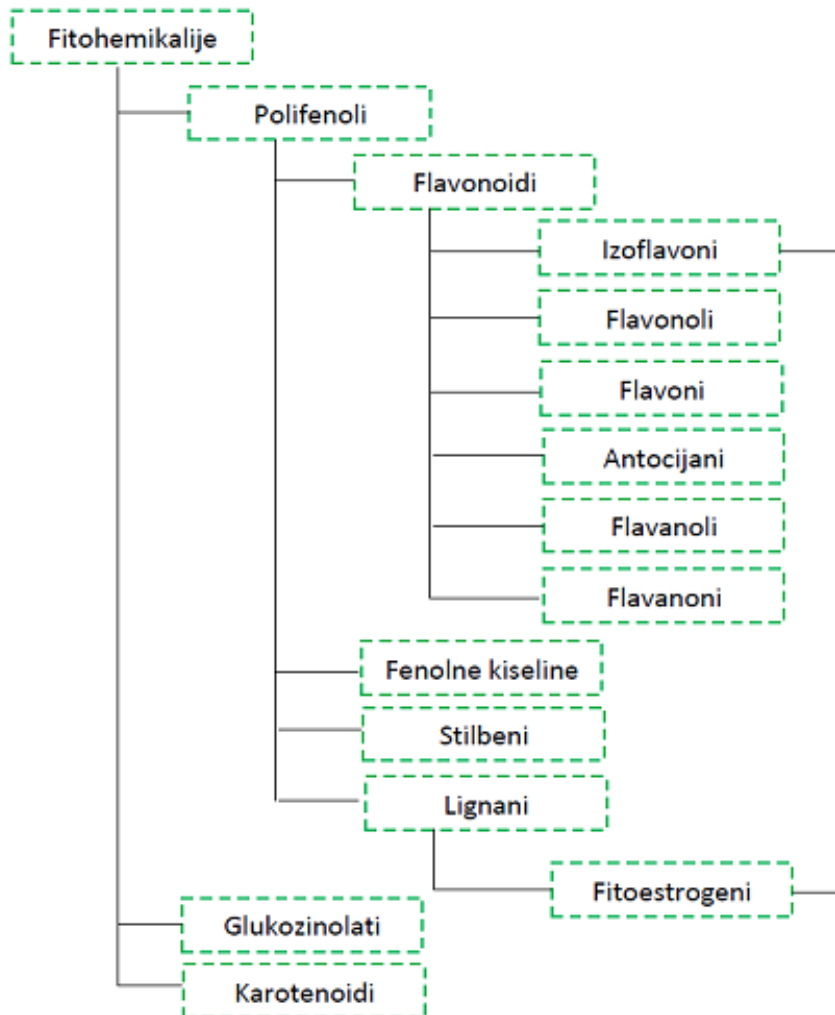 Fitohemikalije
Polifenoli
Flavonoidi
Izoflavoni
Flavonoli
Flavoni
Antocijani
Flavanoli
Flavanoni
Fenolne kiseline
Stilbeni
Lignani
Fitoestrogeni
Glukozinolati
Karotenoidi